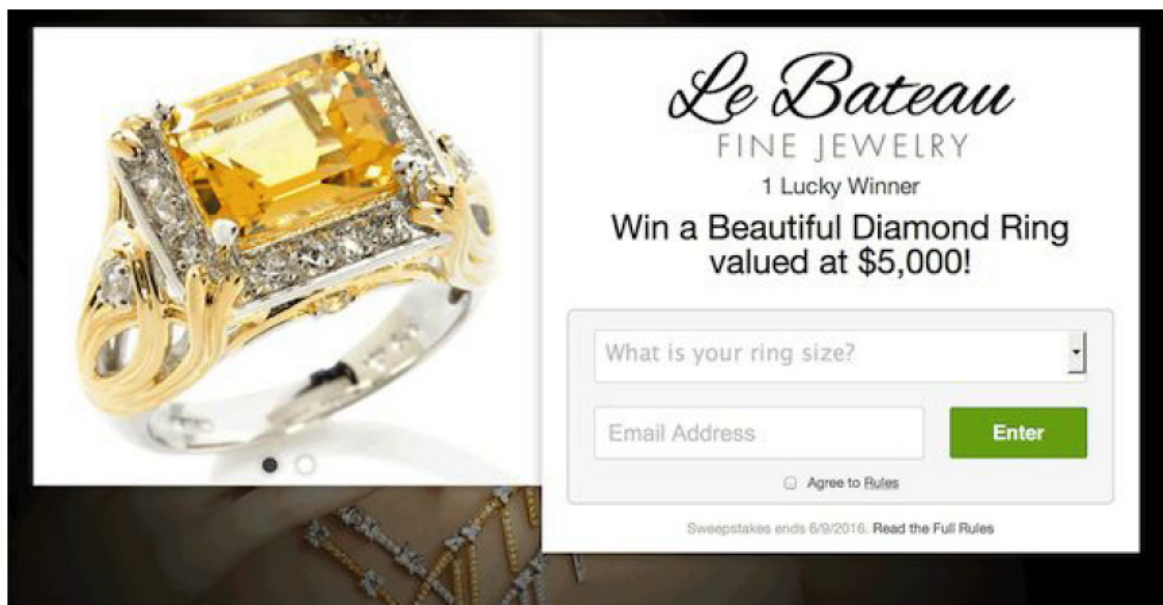 Le Bateau
FINE JEWELRY
1 Lucky Winner
Win a Beautiful Diamond Ring
valued at $5,000!
What is your ring size?
Email Address
Enter
Agree to Rules
Sweepstakes ends 6/9/2016. Read the Full Rules